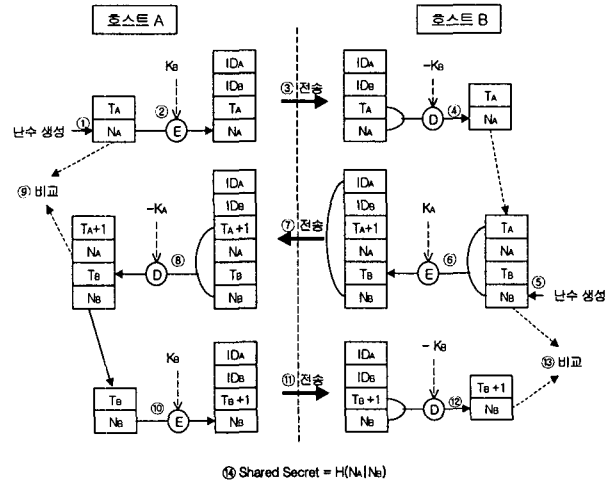 호스트 A
호스트 B
① 난수 생성
TA
NA
②
KB
E
IDA
IDB
TA
NA
③ 전송
IDA
IDB
TA
NA
-KB
D
④
TA
NA
⑨ 비교
TA+1
NA
TB
NB
-KA
D
⑧
IDA
IDB
TA+1
NA
TB
NB
⑦ 전송
IDA
IDB
TA+1
NA
TB
NB
KA
E
⑥
TA
NA
TB
NB
⑤
난수 생성
TB
NB
⑩
KB
E
IDA
IDB
TB+1
NB
⑪ 전송
IDA
IDB
TB+1
NB
- KB
D
⑫
TB+1
NB
⑬ 비교
⑭ Shared Secret = H(NA|NB)